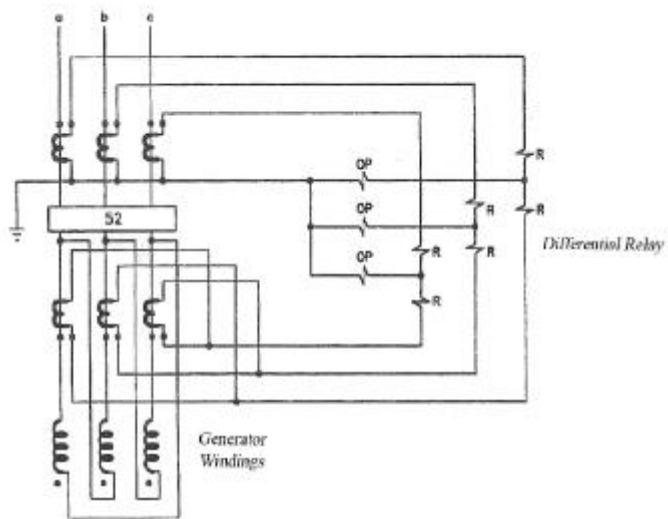 a b c
OP
R
OP
R
R
52
OP
R
R
R
Differential Relay
Generator
Windings